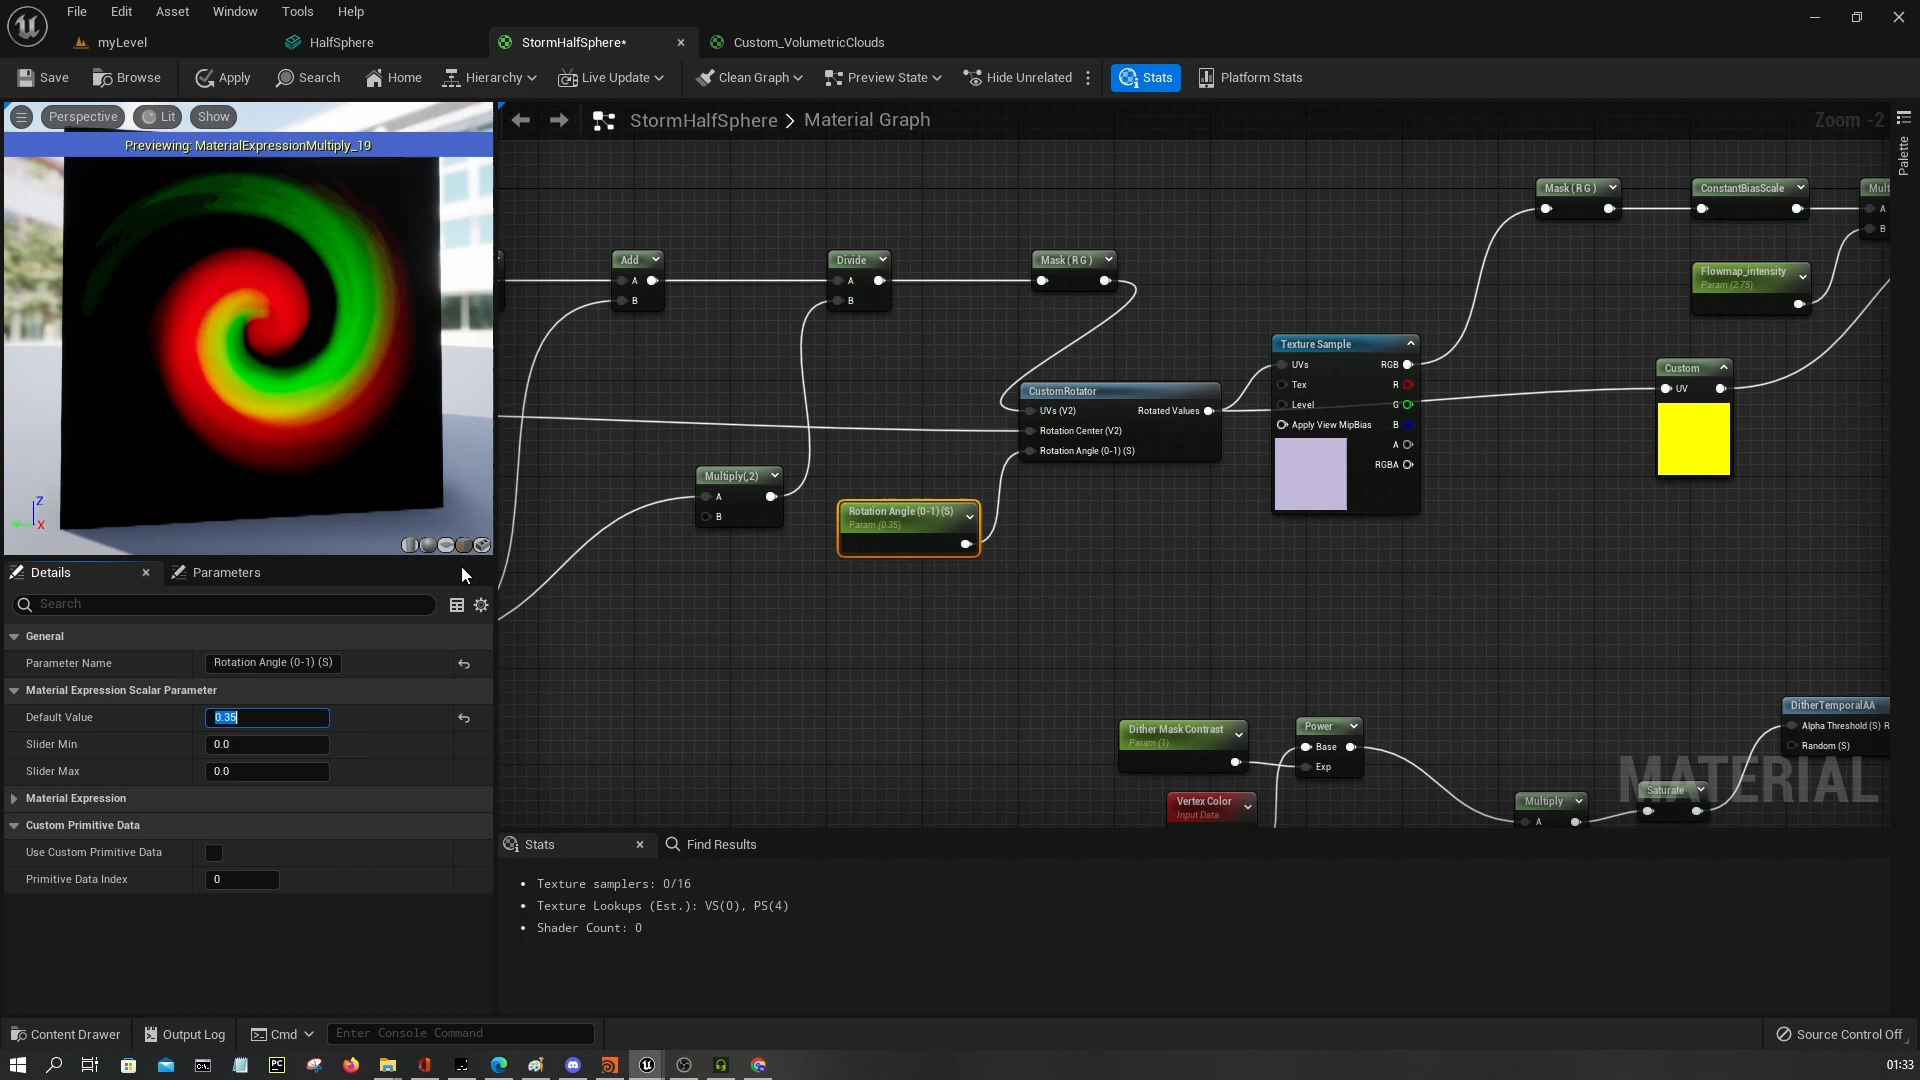 File Edit Asset Window Tools Help
myLevel HalfSphere StormHalfSphere* Custom_VolumetricClouds
Save Browse Apply Search Home Hierarchy Live Update Clean Graph Preview State Hide Unrelated Stats Platform Stats
Perspective Lit Show
Previewing: MaterialExpressionMultiply_19
StormHalfSphere Material Graph
Zoom -2
Palette
Mask ( R G )
ConstantBiasScale
Mult
A
B
Add
A
B
Divide
A
B
Mask ( R G )
Flowmap_intensity
Param (2.75)
Texture Sample
UVs RGB
Tex R
Level G
Apply View MipBias B
A
RGBA
Custom
UV
CustomRotator
UVs (V2) Rotated Values
Rotation Center (V2)
Rotation Angle (0-1) (S)
Multiply(,2)
A
B
Rotation Angle (0-1) (S)
Param (0.35)
Z
X
Details Parameters
Search
General
Parameter Name Rotation Angle (0-1) (S)
Material Expression Scalar Parameter
Default Value 0.35
Slider Min 0.0
Slider Max 0.0
Material Expression
Custom Primitive Data
Use Custom Primitive Data
Primitive Data Index 0
Dither Mask Contrast
Param (1)
Power
Base
Exp
DitherTemporalAA
Alpha Threshold (S) R
Random (S)
Vertex Color
Input Data
Multiply
A
Saturate
MATERIAL
Stats Find Results
• Texture samplers: 0/16
• Texture Lookups (Est.): VS(0), PS(4)
• Shader Count: 0
Content Drawer Output Log Cmd Enter Console Command Source Control Off
PC
01:33